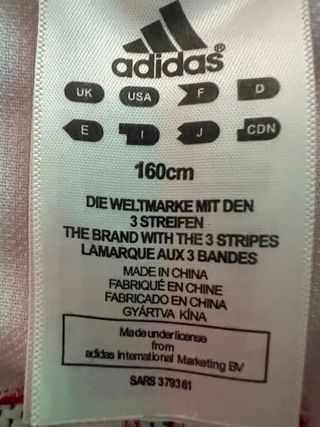 adidas®
UK USA F D
E I J CDN
160cm
DIE WELTMARKE MIT DEN
3 STREIFEN
THE BRAND WITH THE 3 STRIPES
LAMARQUE AUX 3 BANDES
MADE IN CHINA
FABRIQUÉ EN CHINE
FABRICADO EN CHINA
GYÁRTVA KÍNA
Made under license
from
adidas International Marketing BV
SARS 379361